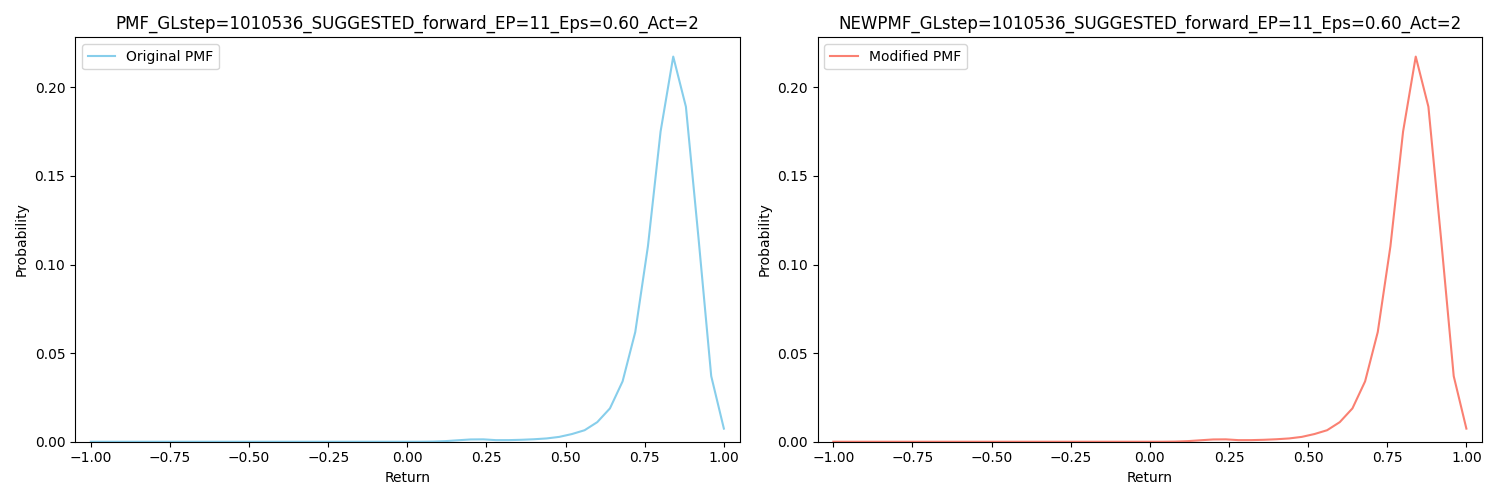 PMF_GLstep=1010536_SUGGESTED_forward_EP=11_Eps=0.60_Act=2
Original PMF
Probability
0.20
0.15
0.10
0.05
0.00
−1.00 −0.75 −0.50 −0.25 0.00 0.25 0.50 0.75 1.00
Return
NEWPMF_GLstep=1010536_SUGGESTED_forward_EP=11_Eps=0.60_Act=2
Modified PMF
Probability
0.20
0.15
0.10
0.05
0.00
−1.00 −0.75 −0.50 −0.25 0.00 0.25 0.50 0.75 1.00
Return